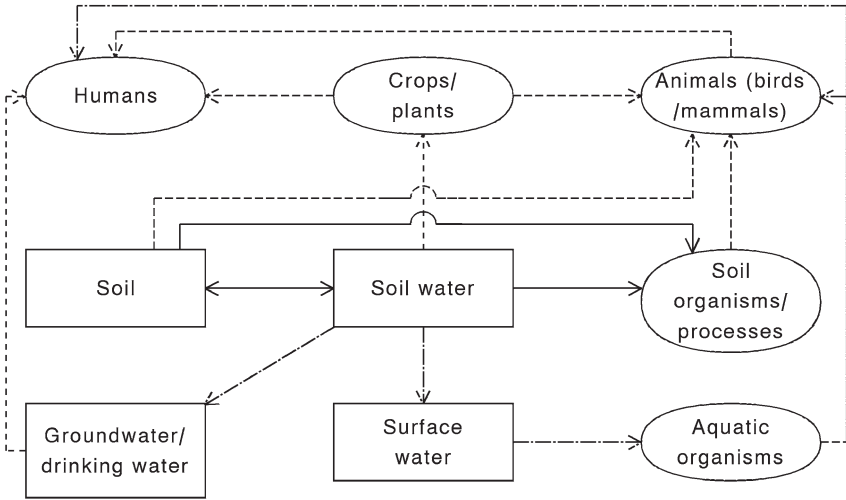 Humans
Crops/
plants
Animals (birds
/mammals)
Soil
Soil water
Soil
organisms/
processes
Groundwater/
drinking water
Surface
water
Aquatic
organisms